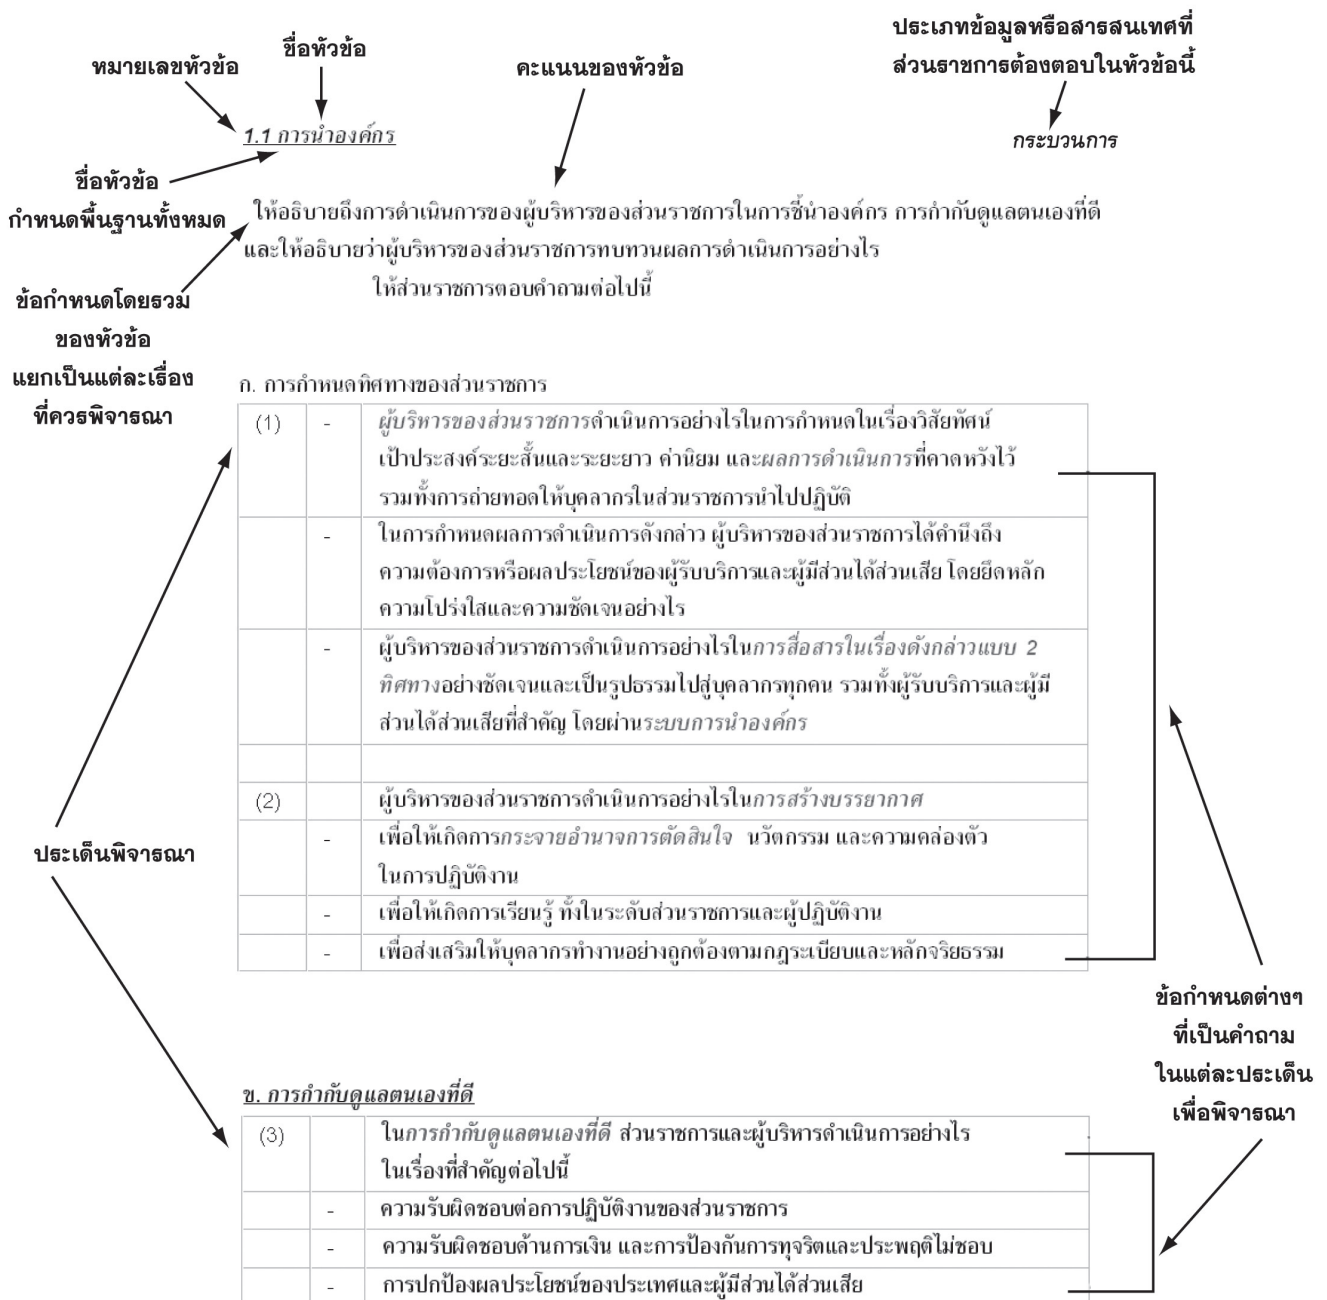 ประเภทข้อมูลหรือสารสนเทศที่
ส่วนราชการต้องตอบในหัวข้อนี้
ชื่อหัวข้อ
หมายเลขหัวข้อ
คะแนนของหัวข้อ
1.1 การนำองค์กร
กระบวนการ
ชื่อหัวข้อ
กำหนดพื้นฐานทั้งหมด
ให้อธิบายถึงการดำเนินการของผู้บริหารของส่วนราชการในการชี้นำองค์กร การกำกับดูแลตนเองที่ดี
และให้อธิบายว่าผู้บริหารของส่วนราชการทบทวนผลการดำเนินการอย่างไร
ให้ส่วนราชการตอบคำถามต่อไปนี้
ข้อกำหนดโดยรวม
ของหัวข้อ
แยกเป็นแต่ละเรื่อง
ที่ควรพิจารณา
ก. การกำหนดทิศทางของส่วนราชการ
(1) - ผู้บริหารของส่วนราชการดำเนินการอย่างไรในการกำหนดในเรื่องวิสัยทัศน์
เป้าประสงค์ระยะสั้นและระยะยาว ค่านิยม และผลการดำเนินการที่คาดหวังไว้
รวมทั้งการถ่ายทอดให้บุคลากรในส่วนราชการนำไปปฏิบัติ
- ในการกำหนดผลการดำเนินการดังกล่าว ผู้บริหารของส่วนราชการได้คำนึงถึง
ความต้องการหรือผลประโยชน์ของผู้รับบริการและผู้มีส่วนได้ส่วนเสีย โดยยึดหลัก
ความโปร่งใสและความชัดเจนอย่างไร
- ผู้บริหารของส่วนราชการดำเนินการอย่างไรในการสื่อสารในเรื่องดังกล่าวแบบ 2
ทิศทางอย่างชัดเจนและเป็นรูปธรรมไปสู่บุคลากรทุกคน รวมทั้งผู้รับบริการและผู้มี
ส่วนได้ส่วนเสียที่สำคัญ โดยผ่านระบบการนำองค์กร
(2) ผู้บริหารของส่วนราชการดำเนินการอย่างไรในการสร้างบรรยากาศ
- เพื่อให้เกิดการกระจายอำนาจการตัดสินใจ นวัตกรรม และความคล่องตัว
ในการปฏิบัติงาน
- เพื่อให้เกิดการเรียนรู้ ทั้งในระดับส่วนราชการและผู้ปฏิบัติงาน
- เพื่อส่งเสริมให้บุคลากรทำงานอย่างถูกต้องตามกฎระเบียบและหลักจริยธรรม
ประเด็นพิจารณา
ข้อกำหนดต่างๆ
ที่เป็นคำถาม
ในแต่ละประเด็น
เพื่อพิจารณา
ข. การกำกับดูแลตนเองที่ดี
(3) ในการกำกับดูแลตนเองที่ดี ส่วนราชการและผู้บริหารดำเนินการอย่างไร
ในเรื่องที่สำคัญต่อไปนี้
- ความรับผิดชอบต่อการปฏิบัติงานของส่วนราชการ
- ความรับผิดชอบด้านการเงิน และการป้องกันการทุจริตและประพฤติไม่ชอบ
- การปกป้องผลประโยชน์ของประเทศและผู้มีส่วนได้ส่วนเสีย